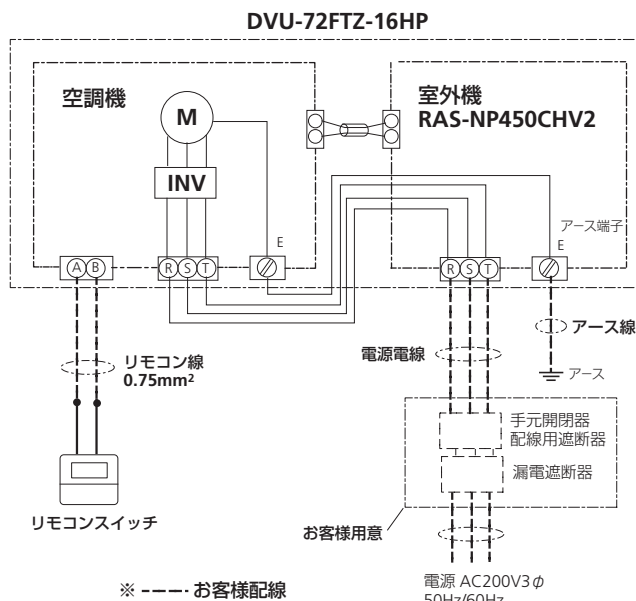 DVU-72FTZ-16HP
空調機
M
INV
室外機
RAS-NP450CHV2
アース端子
E
E
A B
R S T
R S T
リモコン線
0.75mm²
電源電線
アース線
アース
手元開閉器
配線用遮断器
漏電遮断器
リモコンスイッチ
お客様用意
※ ----- お客様配線
電源 AC200V3φ
50Hz/60Hz